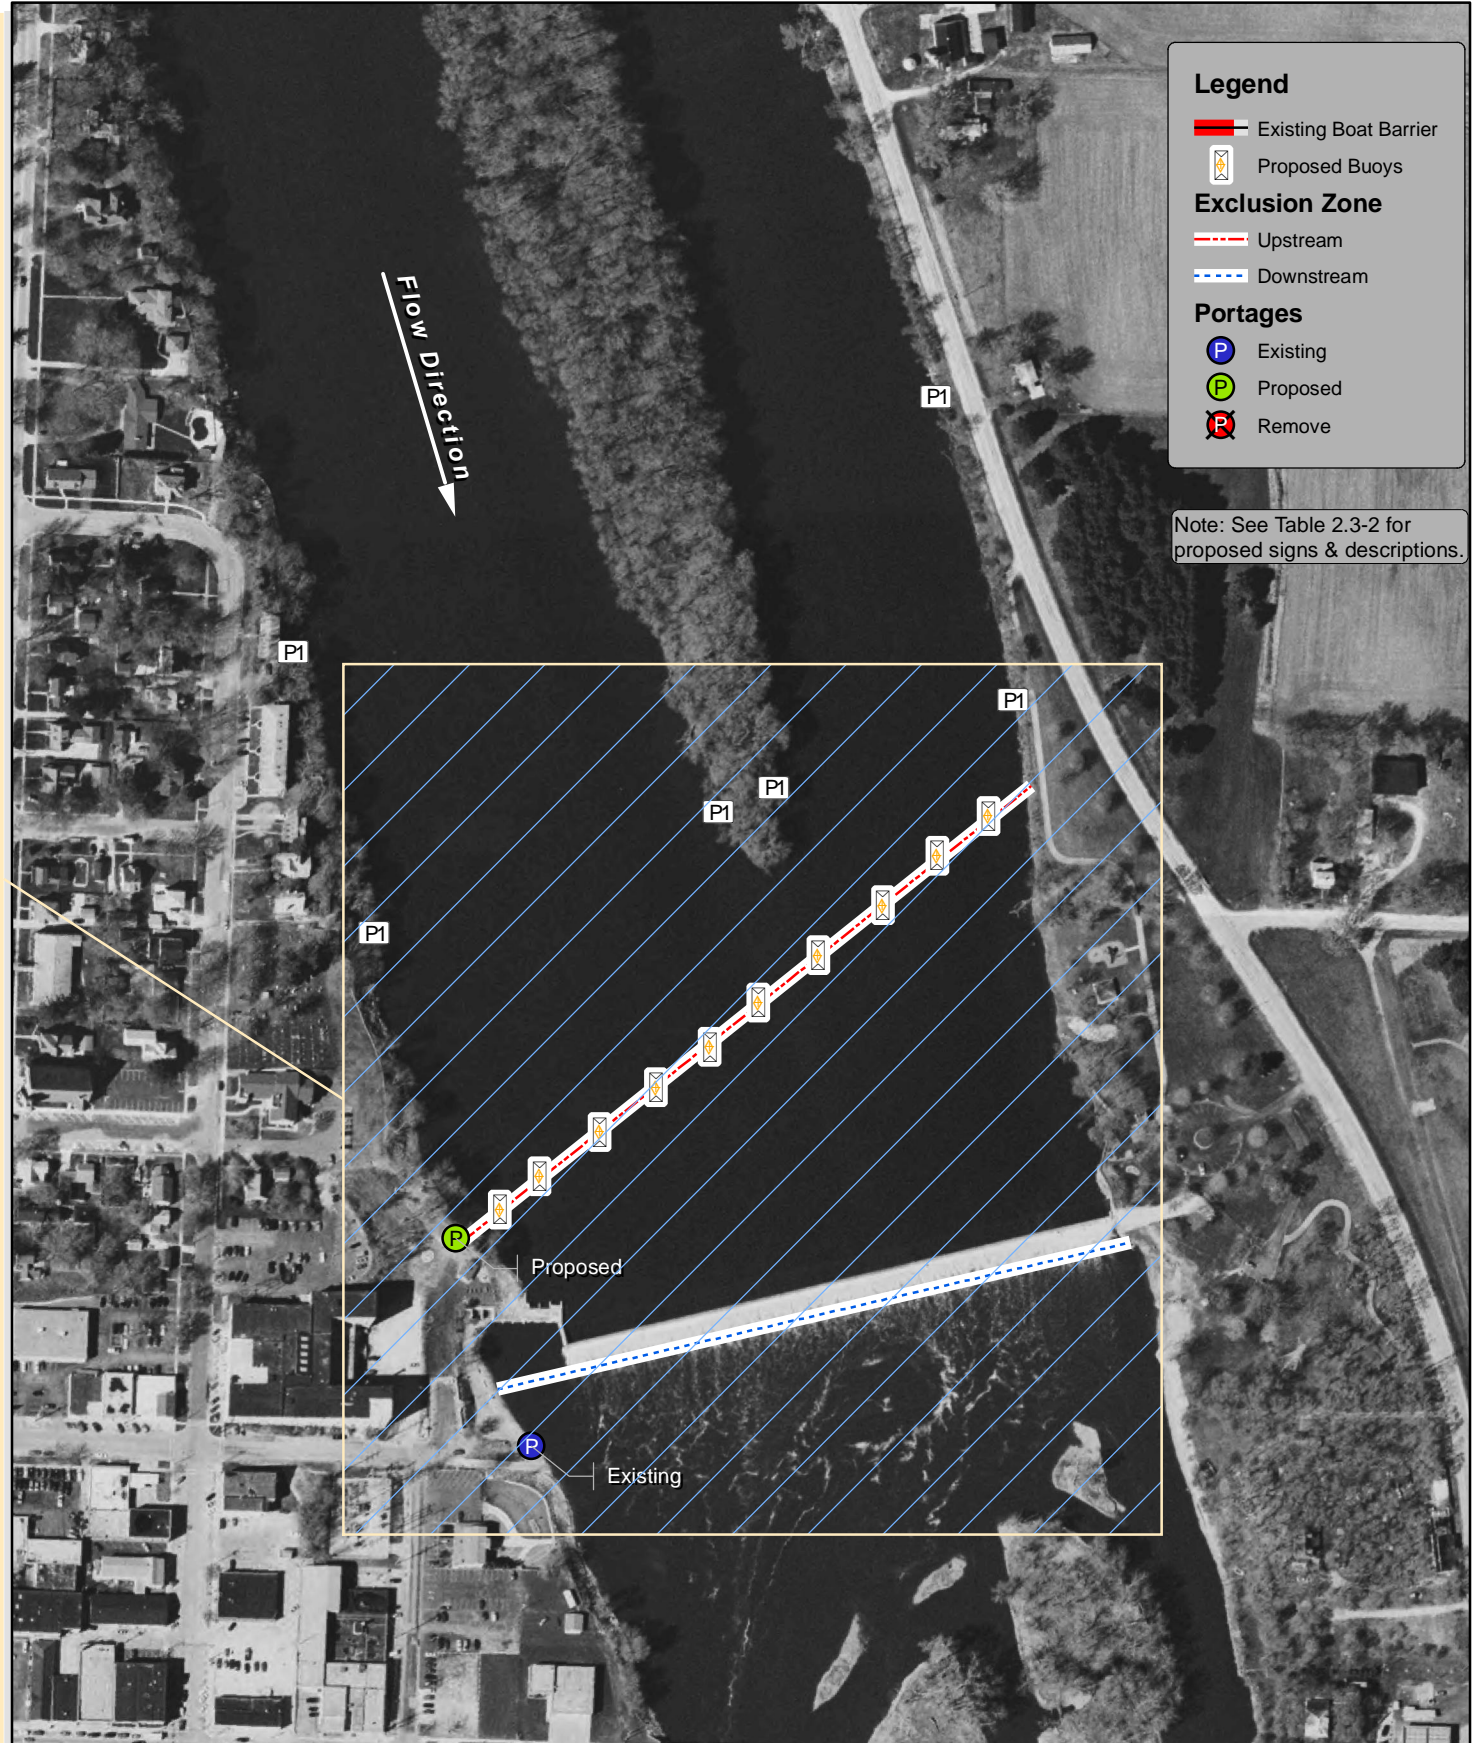 Legend
Existing Boat Barrier
Proposed Buoys
Exclusion Zone
Upstream
Downstream
Portages
P Existing
P Proposed
P Remove
Note: See Table 2.3-2 for
proposed signs & descriptions.
Flow Direction
P1
P1
P1
P1
P1
P1
P
Proposed
P
Existing